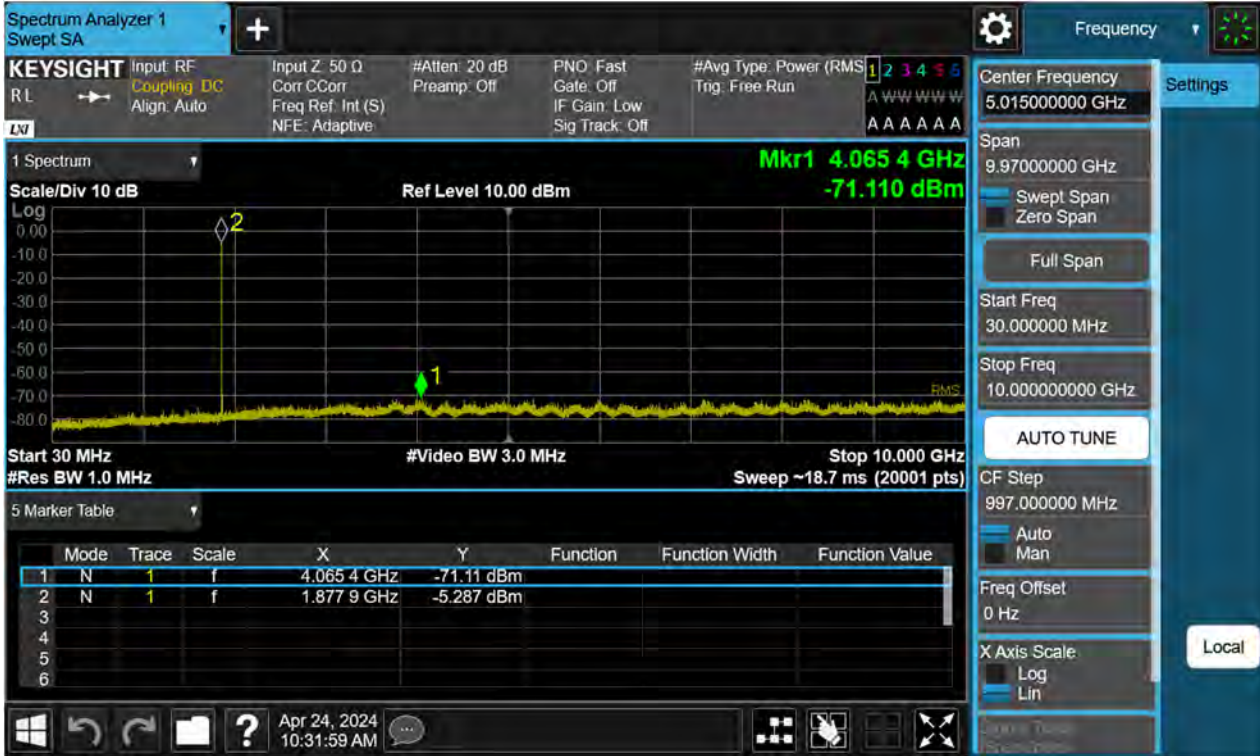 Spectrum Analyzer 1
Swept SA
+
Frequency
KEYSIGHT
RL
LXI
Input: RF
Coupling: DC
Align: Auto
Input Z: 50 Ω
Corr CCorr
Freq Ref: Int (S)
NFE: Adaptive
#Atten: 20 dB
Preamp: Off
PNO: Fast
Gate: Off
IF Gain: Low
Sig Track: Off
#Avg Type: Power (RMS
Trig: Free Run
1 2 3 4 5 6
A W W W W W
A A A A A A
1 Spectrum
Scale/Div 10 dB
Ref Level 10.00 dBm
Mkr1 4.065 4 GHz
-71.110 dBm
Log
0.00
-10.0
-20.0
-30.0
-40.0
-50.0
-60.0
-70.0
-80.0
2
1
RMS
Start 30 MHz
#Video BW 3.0 MHz
Stop 10.000 GHz
#Res BW 1.0 MHz
Sweep ~18.7 ms (20001 pts)
5 Marker Table
Mode Trace Scale X Y Function Function Width Function Value
1 N 1 f 4.065 4 GHz -71.11 dBm
2 N 1 f 1.877 9 GHz -5.287 dBm
3
4
5
6
Center Frequency
5.015000000 GHz
Settings
Span
9.97000000 GHz
Swept Span
Zero Span
Full Span
Start Freq
30.000000 MHz
Stop Freq
10.000000000 GHz
AUTO TUNE
CF Step
997.000000 MHz
Auto
Man
Freq Offset
0 Hz
X Axis Scale
Log
Lin
Local
?
Apr 24, 2024
10:31:59 AM